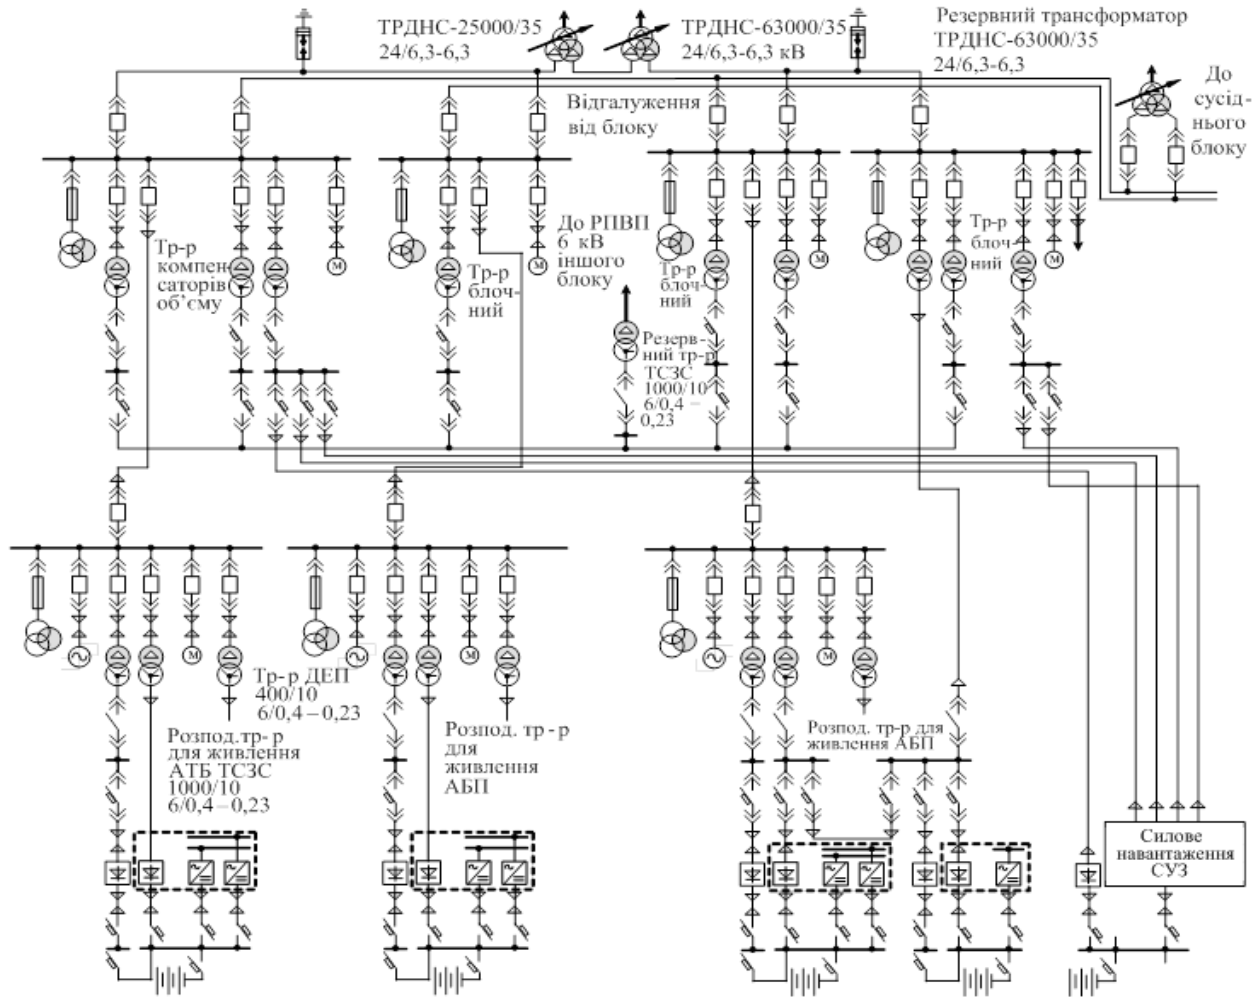 ТРДНС-25000/35
24/6,3-6,3
ТРДНС-63000/35
24/6,3-6,3 кВ
Резервний трансформатор
ТРДНС-63000/35
24/6,3-6,3
До
сусід-
нього
блоку
Відгалуження
від блоку
Тр-р
компен-
саторів
об’єму
М
Тр-р
блоч-
ний
М
До РПВП
6 кВ
іншого
блоку
Тр-р
блоч-
ний
М
Тр-р
блоч-
ний
М
Резерв-
ний тр-р
ТСЗС
1000/10
6/0,4 –
0,23
М
Тр- р ДЕП
400/10
6/0,4 – 0,23
Розпод.тр- р
для живлення
АТБ ТСЗС
1000/10
6/0,4 – 0,23
М
Розпод. тр - р
для
живлення
АБП
М
Розпод. тр-р для
живлення АБП
Силове
навантаження
СУЗ